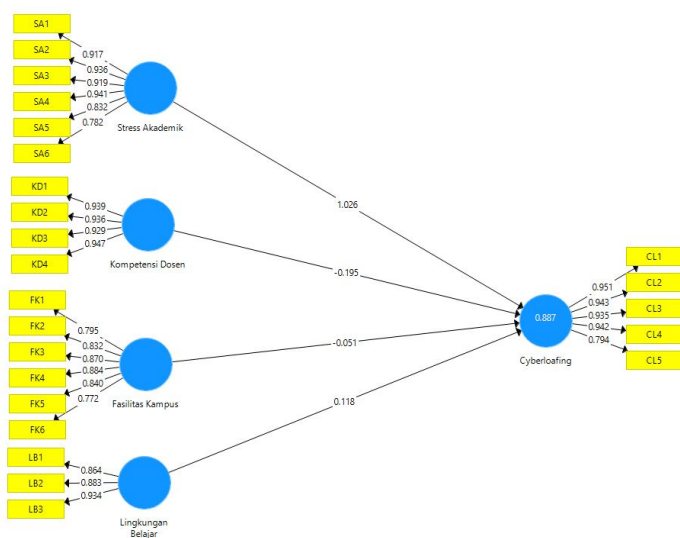 SA1
SA2
SA3
SA4
SA5
SA6
0.917
0.936
0.919
0.941
0.832
0.782
Stress Akademik
KD1
KD2
KD3
KD4
0.939
0.936
0.929
0.947
Kompetensi Dosen
FK1
FK2
FK3
FK4
FK5
FK6
0.795
0.832
0.870
0.884
0.840
0.772
Fasilitas Kampus
LB1
LB2
LB3
0.864
0.883
0.934
Lingkungan
Belajar
1.026
-0.195
-0.051
0.118
0.887
Cyberloafing
0.951
0.943
0.935
0.942
0.794
CL1
CL2
CL3
CL4
CL5